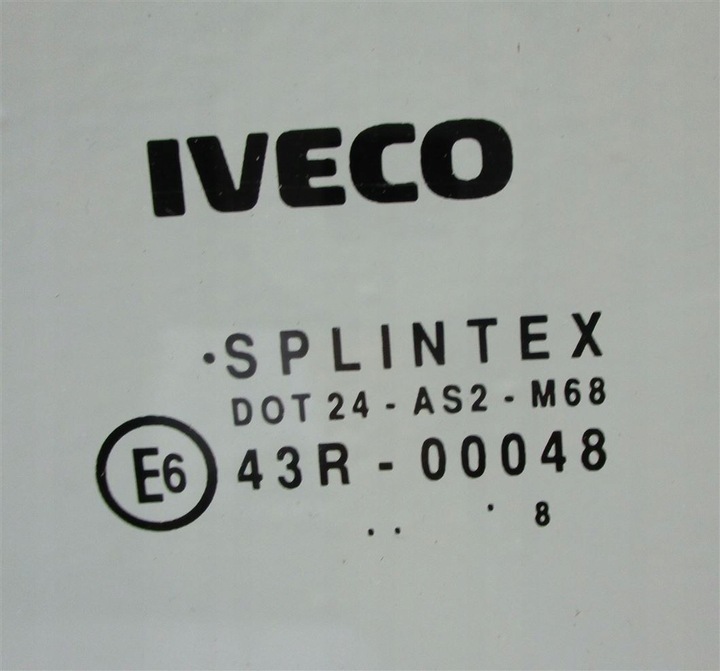 IVECO
·SPLINTEX
DOT 24 - AS2 - M68
E6 43R - 00048
. . · 8